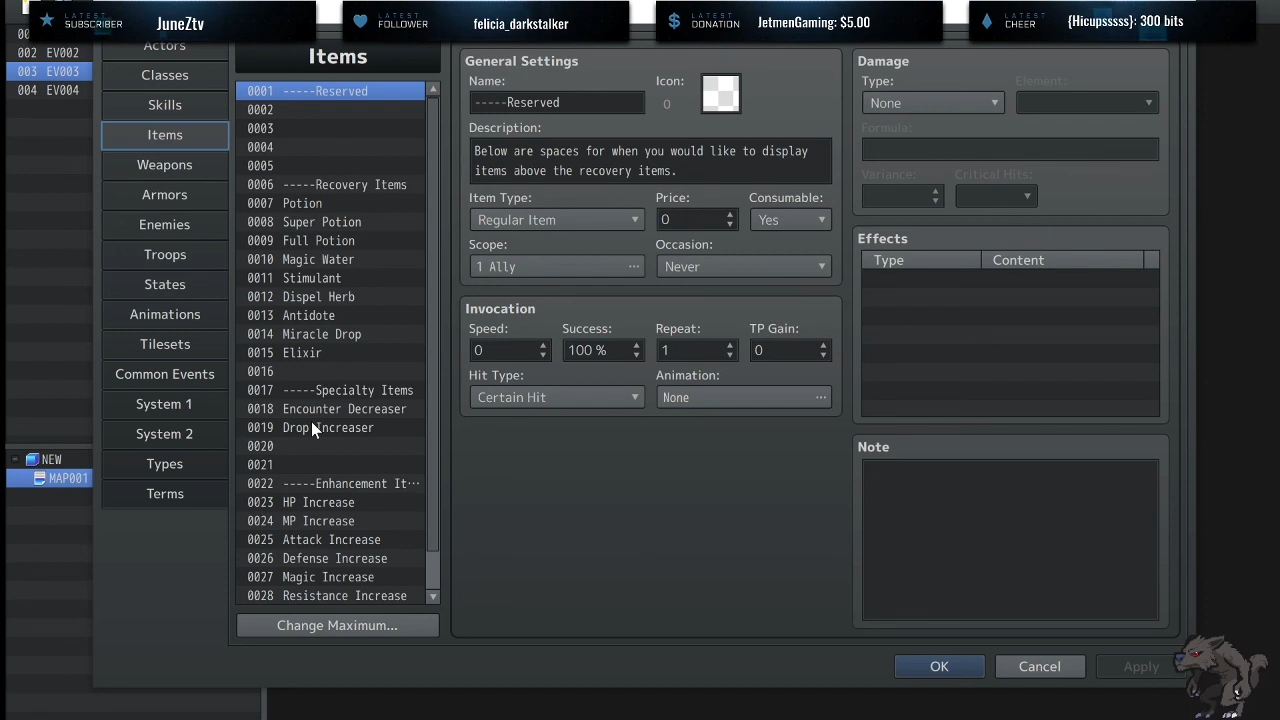 LATEST
SUBSCRIBER
JuneZtv
LATEST
FOLLOWER
felicia_darkstalker
LATEST
DONATION
JetmenGaming: $5.00
LATEST
CHEER
{Hicupsssss}: 300 bits
002 EV002
003 EV003
004 EV004
NEW
MAP001
Actors
Classes
Skills
Items
Weapons
Armors
Enemies
Troops
States
Animations
Tilesets
Common Events
System 1
System 2
Types
Terms
Items
0001 -----Reserved
0002
0003
0004
0005
0006 -----Recovery Items
0007 Potion
0008 Super Potion
0009 Full Potion
0010 Magic Water
0011 Stimulant
0012 Dispel Herb
0013 Antidote
0014 Miracle Drop
0015 Elixir
0016
0017 -----Specialty Items
0018 Encounter Decreaser
0019 Drop Increaser
0020
0021
0022 -----Enhancement It…
0023 HP Increase
0024 MP Increase
0025 Attack Increase
0026 Defense Increase
0027 Magic Increase
0028 Resistance Increase
Change Maximum...
General Settings
Name: Icon:
-----Reserved 0
Description:
Below are spaces for when you would like to display
items above the recovery items.
Item Type: Price: Consumable:
Regular Item 0 Yes
Scope: Occasion:
1 Ally ... Never
Invocation
Speed: Success: Repeat: TP Gain:
0 100 % 1 0
Hit Type: Animation:
Certain Hit None ...
Damage
Type: Element:
None
Formula:
Variance: Critical Hits:
Effects
Type Content
Note
OK Cancel Apply